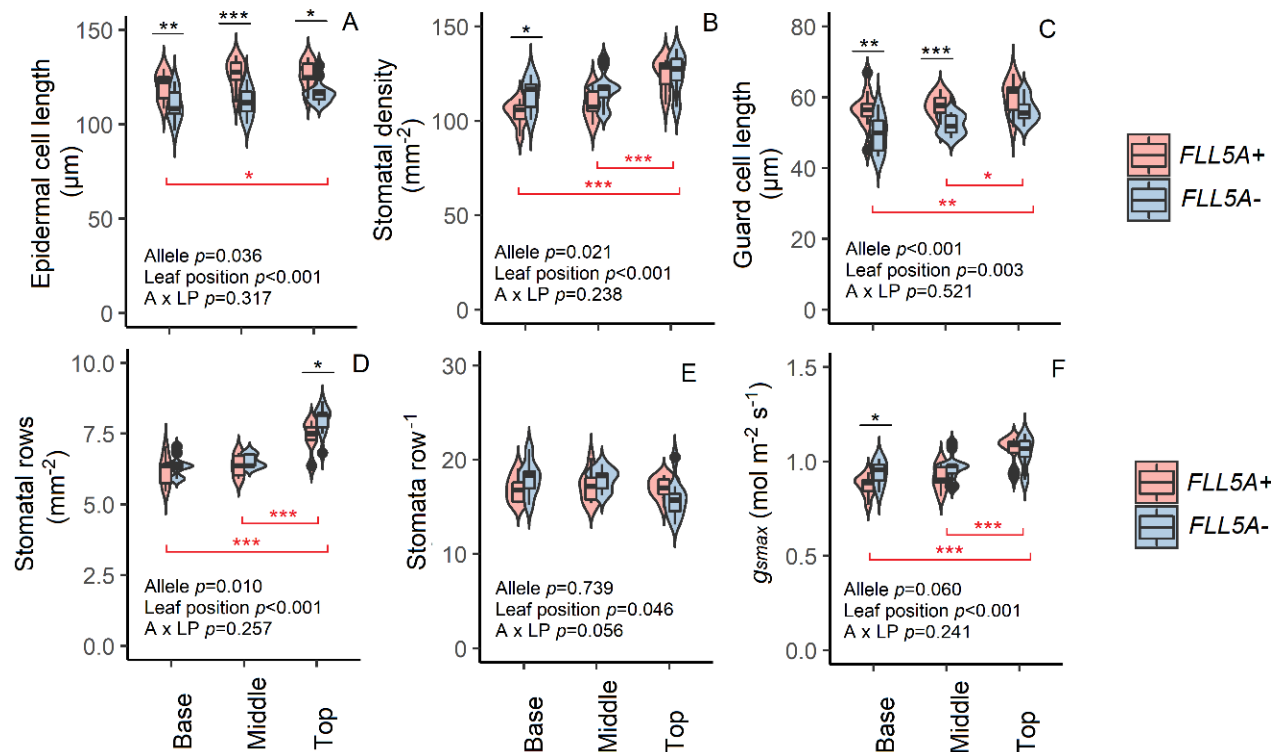 A
Epidermal cell length
(µm)
150
100
50
0
**
***
*
*
Allele p=0.036
Leaf position p<0.001
A x LP p=0.317
B
Stomatal density
(mm-2)
150
100
50
0
*
***
***
Allele p=0.021
Leaf position p<0.001
A x LP p=0.238
C
Guard cell length
(µm)
80
60
40
20
0
**
***
*
**
Allele p<0.001
Leaf position p=0.003
A x LP p=0.521
FLL5A+
FLL5A-
D
Stomatal rows
(mm-2)
10.0
7.5
5.0
2.5
0.0
*
***
***
Allele p=0.010
Leaf position p<0.001
A x LP p=0.257
Base
Middle
Top
E
Stomata row-1
30
20
10
0
Allele p=0.739
Leaf position p=0.046
A x LP p=0.056
Base
Middle
Top
F
gsmax (mol m-2 s-1)
1.5
1.0
0.5
0.0
*
***
***
Allele p=0.060
Leaf position p<0.001
A x LP p=0.241
Base
Middle
Top
FLL5A+
FLL5A-